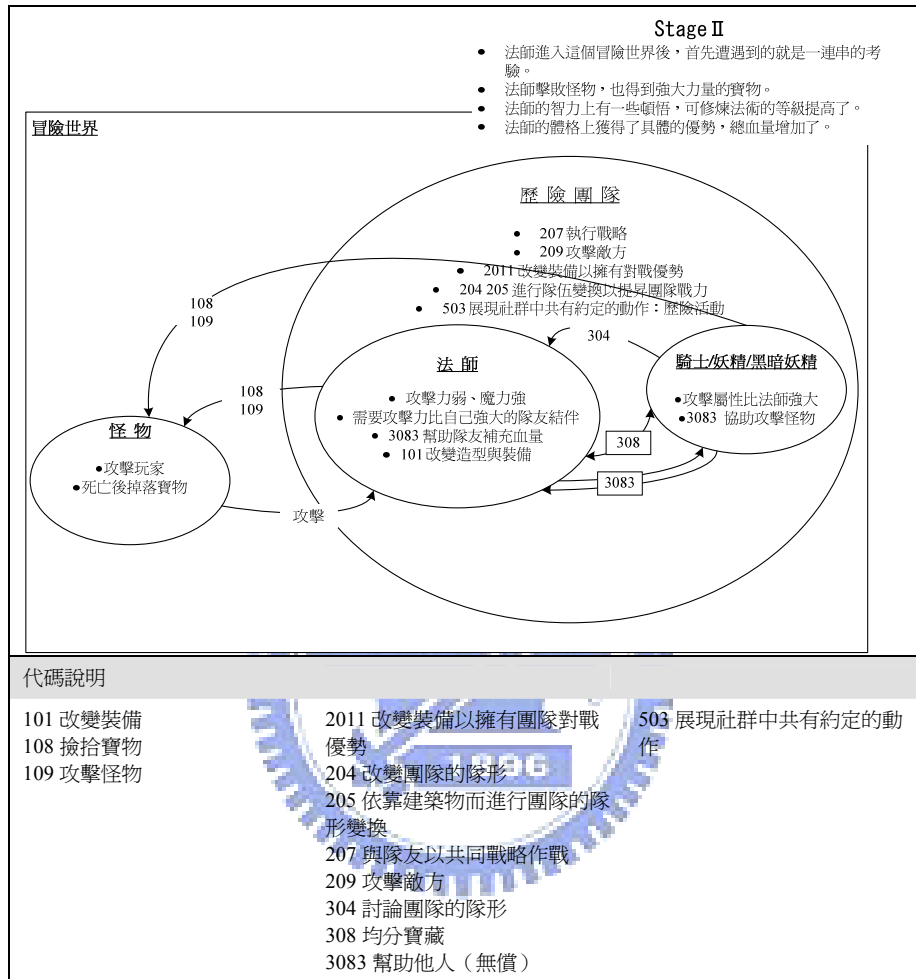 Stage Ⅱ
● 法師進入這個冒險世界後，首先遭遇到的就是一連串的考
驗。
● 法師擊敗怪物，也得到強大力量的寶物。
● 法師的智力上有一些頓悟，可修煉法術的等級提高了。
● 法師的體格上獲得了具體的優勢，總血量增加了。
冒險世界
歷 險 團 隊
● 207 執行戰略
● 209 攻擊敵方
● 2011 改變裝備以擁有對戰優勢
● 204 205 進行隊伍變換以提昇團隊戰力
● 503 展現社群中共有約定的動作：歷險活動
108
109
304
法 師
● 攻擊力弱、魔力強
● 需要攻擊力比自己強大的隊友結伴
● 3083 幫助隊友補充血量
● 101 改變造型與裝備
騎士/妖精/黑暗妖精
●攻擊屬性比法師強大
●3083 協助攻擊怪物
108
109
怪 物
●攻擊玩家
●死亡後掉落寶物
308
3083
攻擊
代碼說明
101 改變裝備
108 撿拾寶物
109 攻擊怪物
2011 改變裝備以擁有團隊對戰
優勢
204 改變團隊的隊形
205 依靠建築物而進行團隊的隊
形變換
207 與隊友以共同戰略作戰
209 攻擊敵方
304 討論團隊的隊形
308 均分寶藏
3083 幫助他人（無償）
503 展現社群中共有約定的動
作
1896